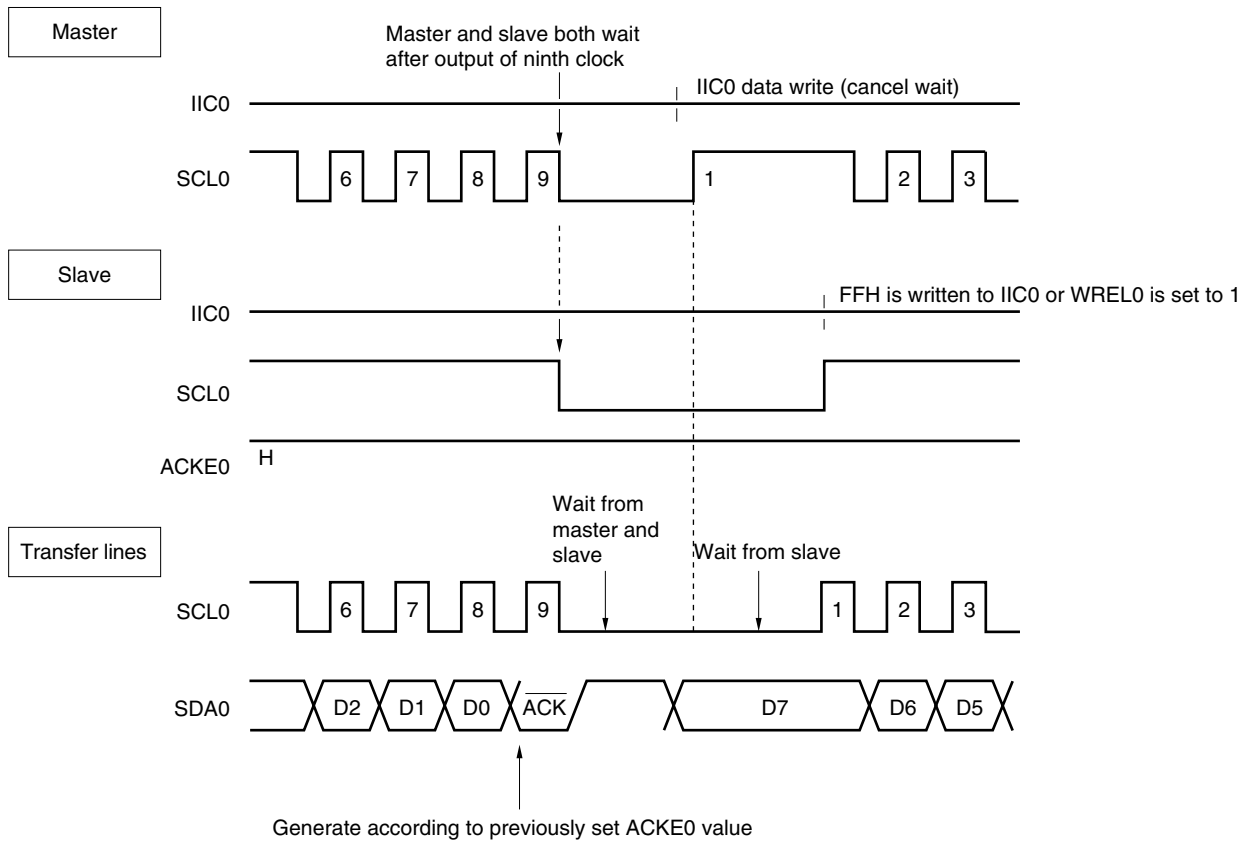 Master
Master and slave both wait
after output of ninth clock
IIC0
IIC0 data write (cancel wait)
SCL0
6 7 8 9 1 2 3
Slave
IIC0
FFH is written to IIC0 or WREL0 is set to 1
SCL0
ACKE0
H
Transfer lines
Wait from
master and
slave
Wait from slave
SCL0
6 7 8 9 1 2 3
SDA0
D2 D1 D0 ACK D7 D6 D5
Generate according to previously set ACKE0 value